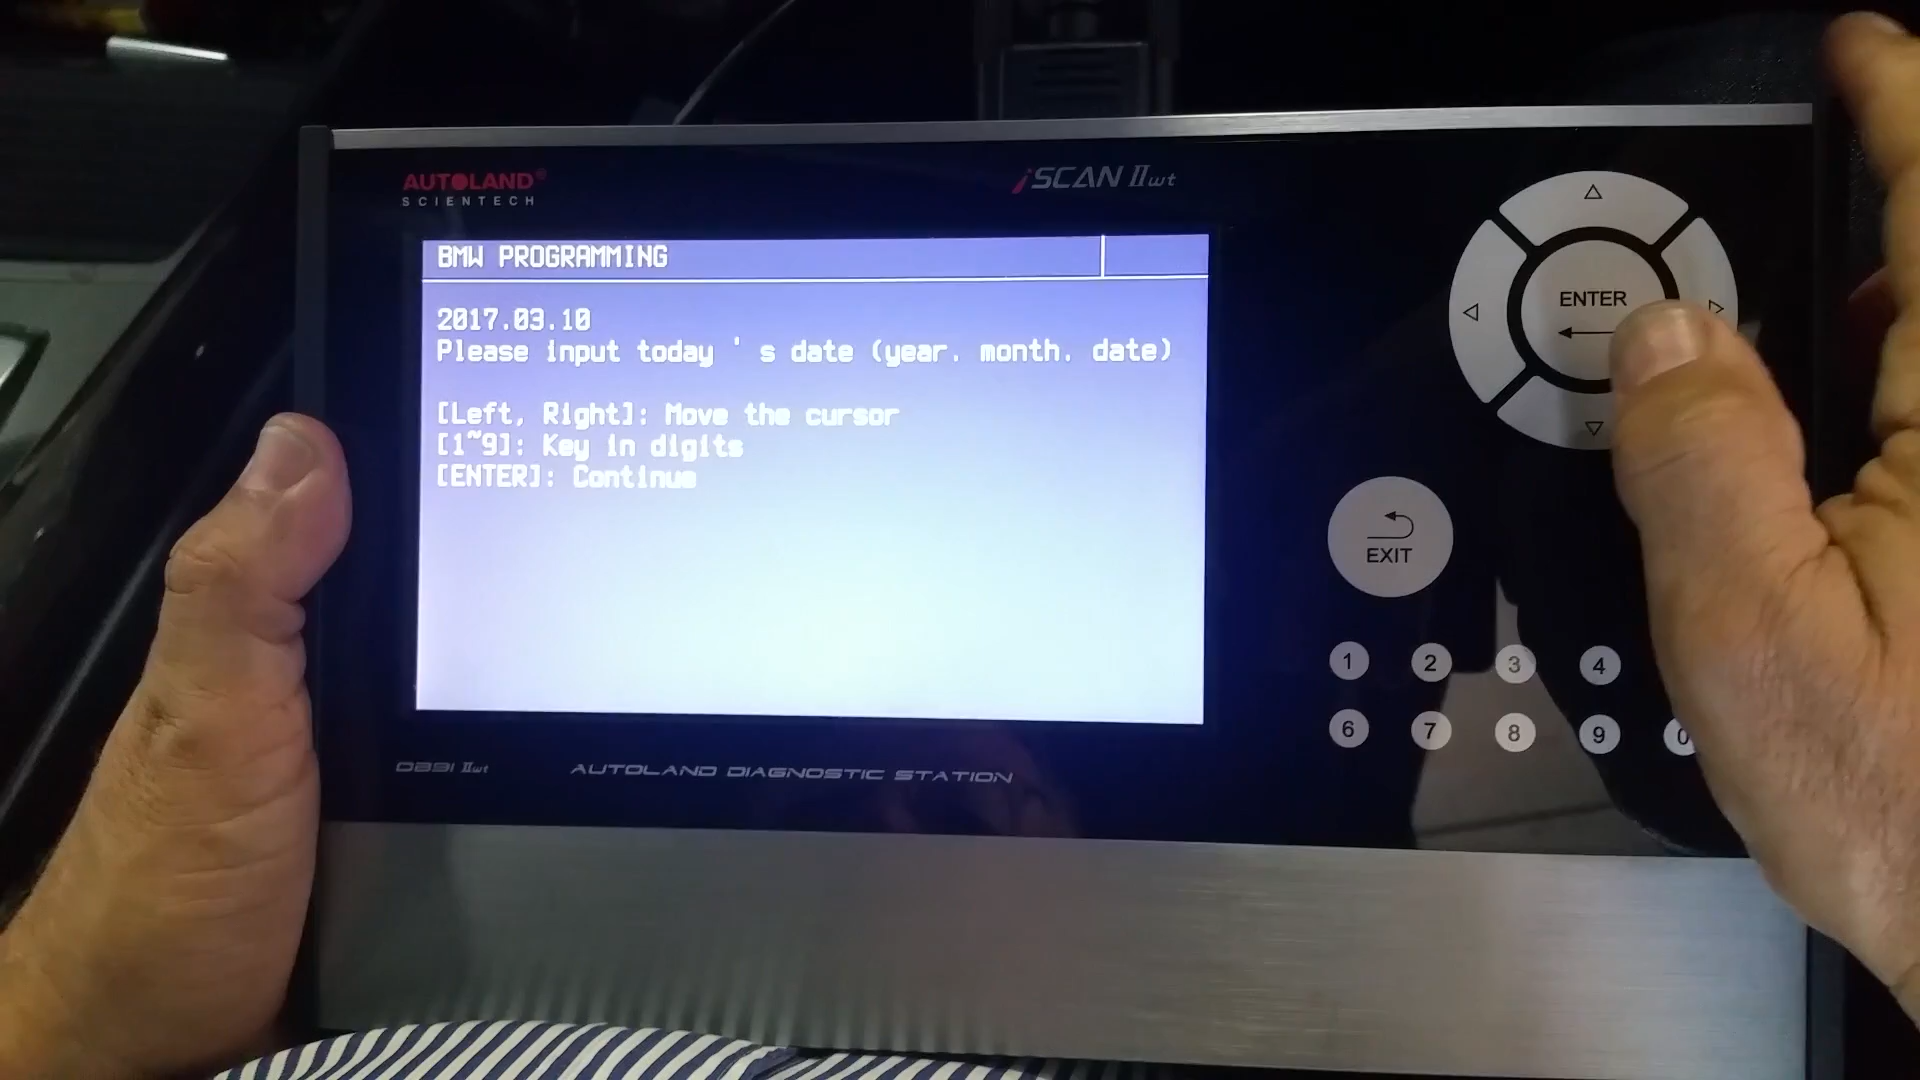 AUTOLAND®
SCIENTECH
iSCAN IIwt
BMW PROGRAMMING
2017.03.10
Please input today ' s date (year. month. date)
[Left, Right]: Move the cursor
[1~9]: Key in digits
[ENTER]: Continue
AUTOLAND DIAGNOSTIC STATION
ENTER
EXIT
1 2 3 4
6 7 8 9 0